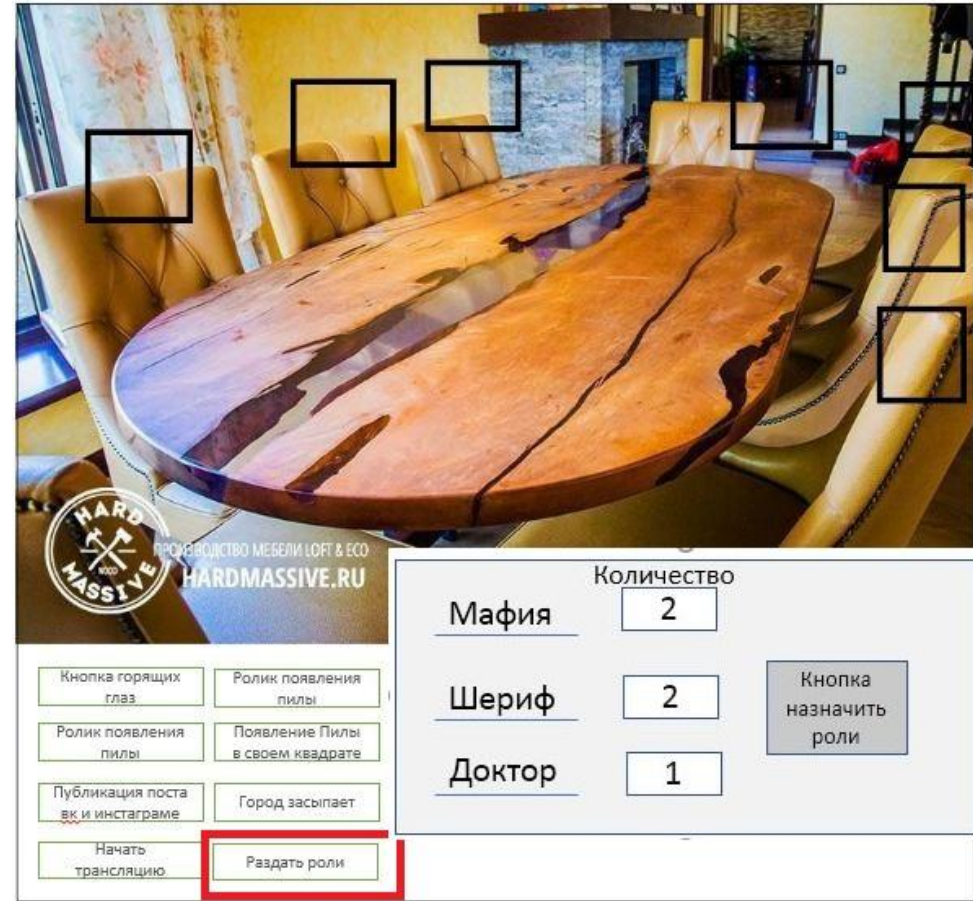 HARD
MASSIVE
WOOD
ПРОИЗВОДСТВО МЕБЕЛИ LOFT & ECO
HARDMASSIVE.RU
Количество
Мафия 2
Шериф 2
Доктор 1
Кнопка
назначить
роли
Кнопка горящих
глаз
Ролик появления
пилы
Ролик появления
пилы
Появление Пилы
в своем квадрате
Публикация поста
вк и инстаграме
Город засыпает
Начать
трансляцию
Раздать роли